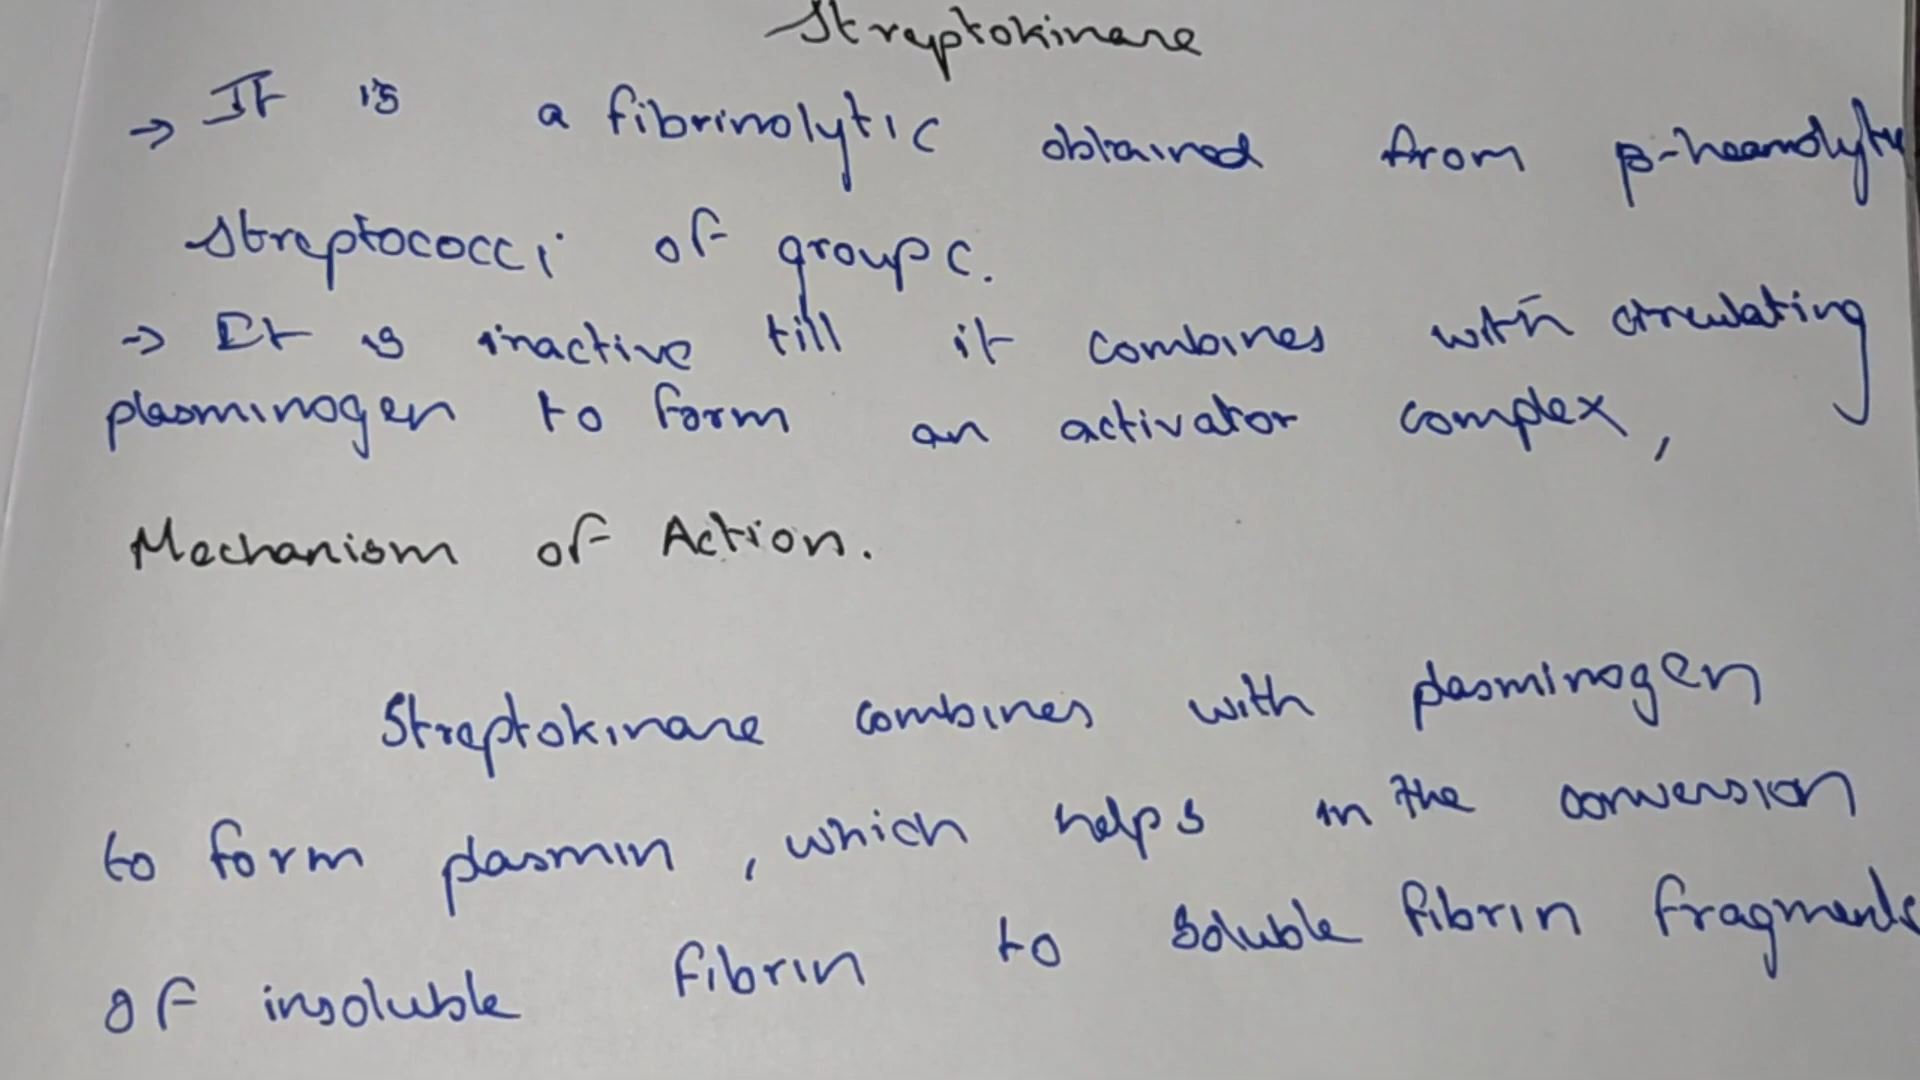 Streptokinase
→ It is a fibrinolytic obtained from β-heamolytic
streptococci of group c.
→ It is inactive till it combines with circulating
plasminogen to form an activator complex,
Mechanism of Action.
Streptokinase combines with plasminogen
to form plasmin, which helps in the conversion
of insoluble fibrin to soluble fibrin fragments